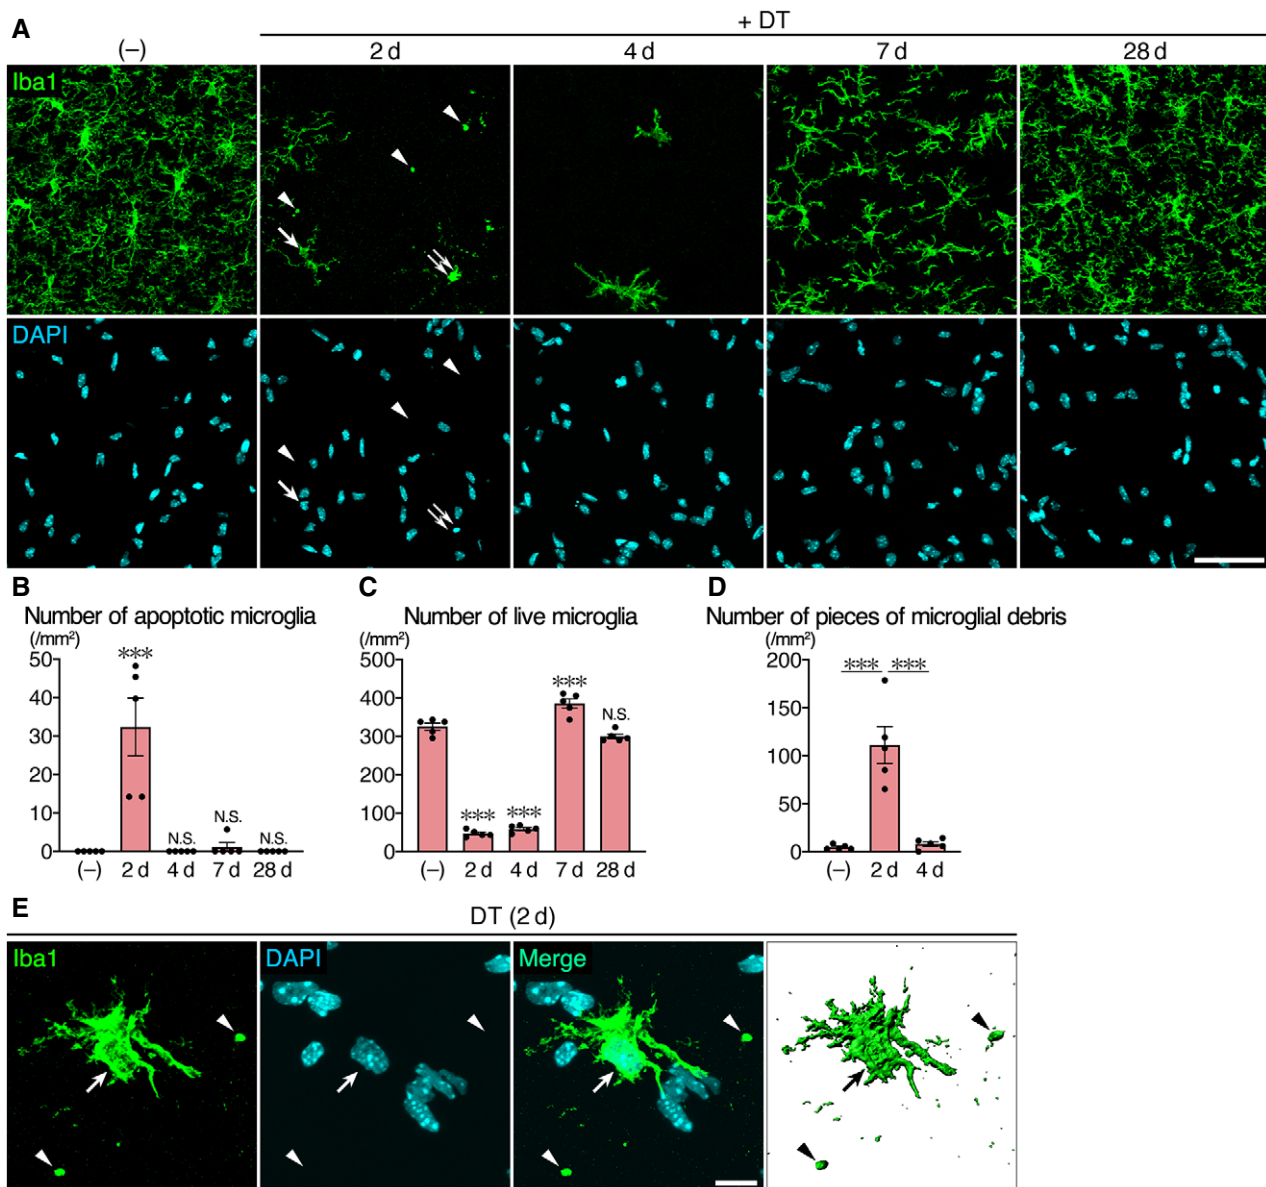 A
+ DT
(–) 2 d 4 d 7 d 28 d
Iba1
DAPI
B
Number of apoptotic microglia
(/mm²)
50
40
30
20
10
0
***
N.S.
N.S.
N.S.
(–) 2 d 4 d 7 d 28 d
C
Number of live microglia
(/mm²)
500
400
300
200
100
0
***
***
***
N.S.
(–) 2 d 4 d 7 d 28 d
D
Number of pieces of microglial debris
(/mm²)
200
150
100
50
0
*** ***
(–) 2 d 4 d
E
DT (2 d)
Iba1 DAPI Merge